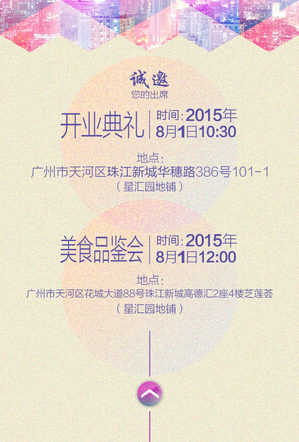 诚邀
您的出席
开业典礼
时间：2015年
8月1日10:30
地点：
广州市天河区珠江新城华穗路386号101-1
（星汇园地铺）
美食品鉴会
时间：2015年
8月1日12:00
地点：
广州市天河区花城大道88号珠江新城高德汇2座4楼芝莲荟
（星汇园地铺）